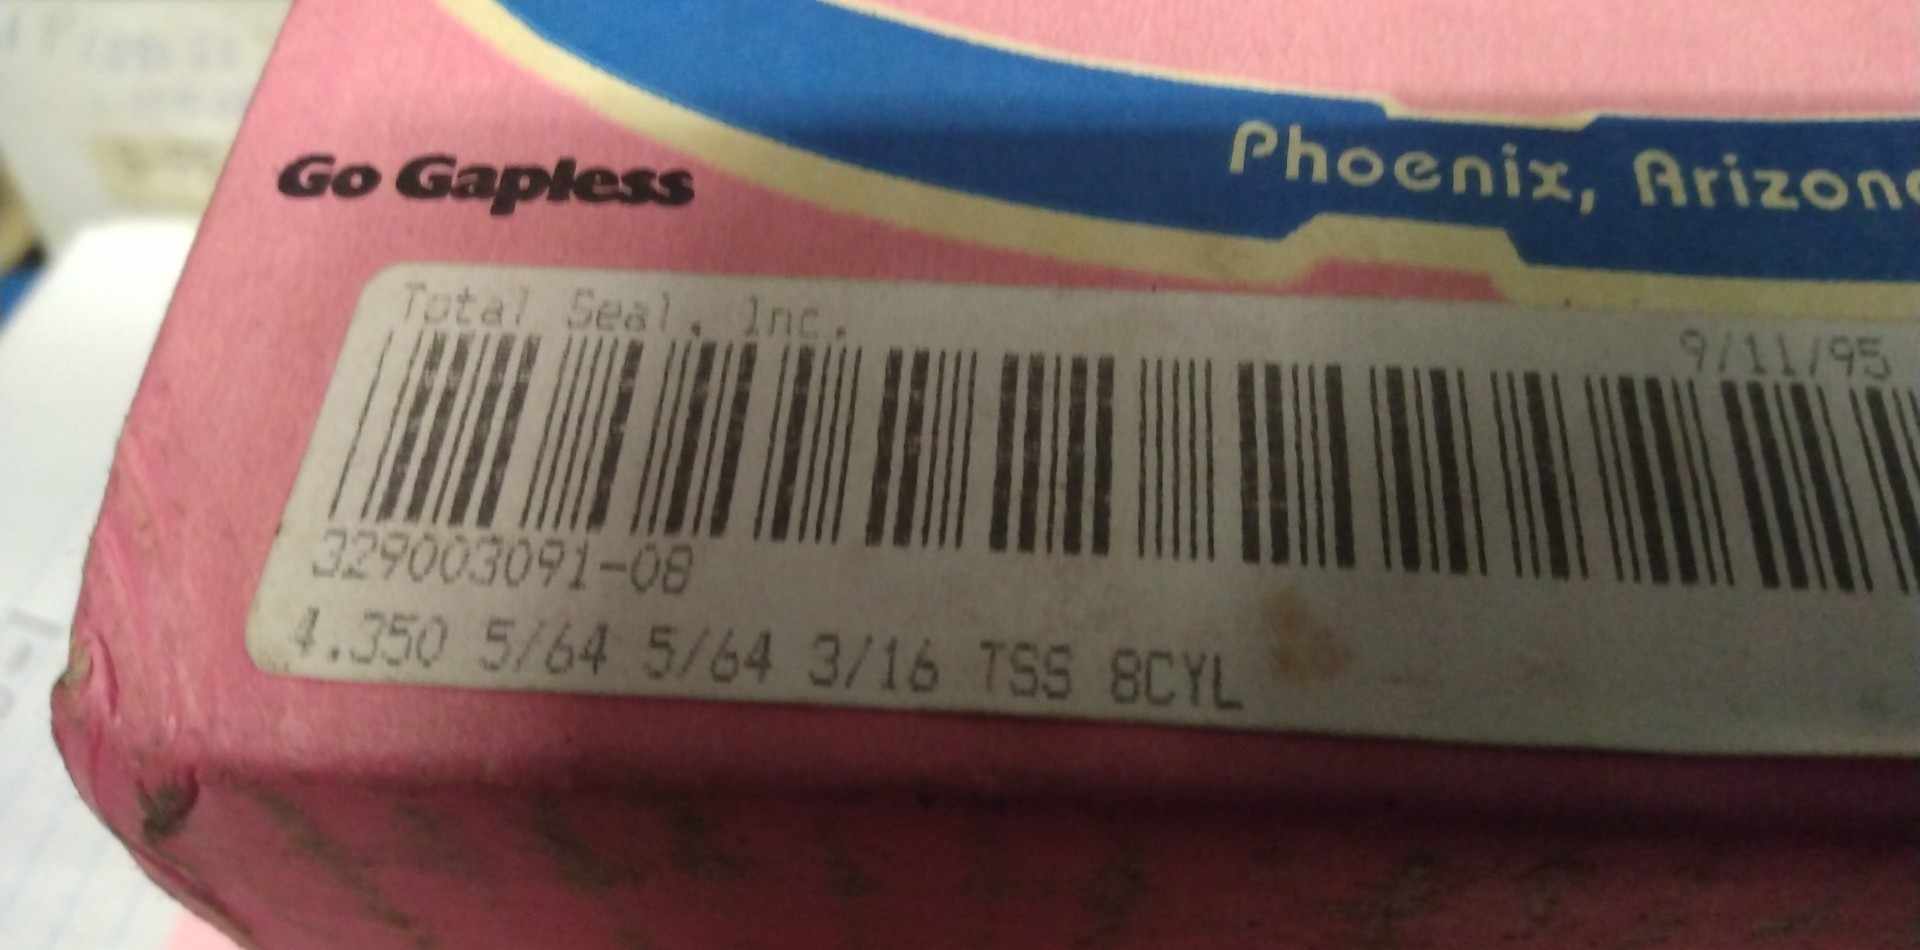 Phoenix, Arizona
Go Gapless
Total Seal, Inc.
9/11/95
329003091-08
4.350 5/64 5/64 3/16 TSS 8CYL